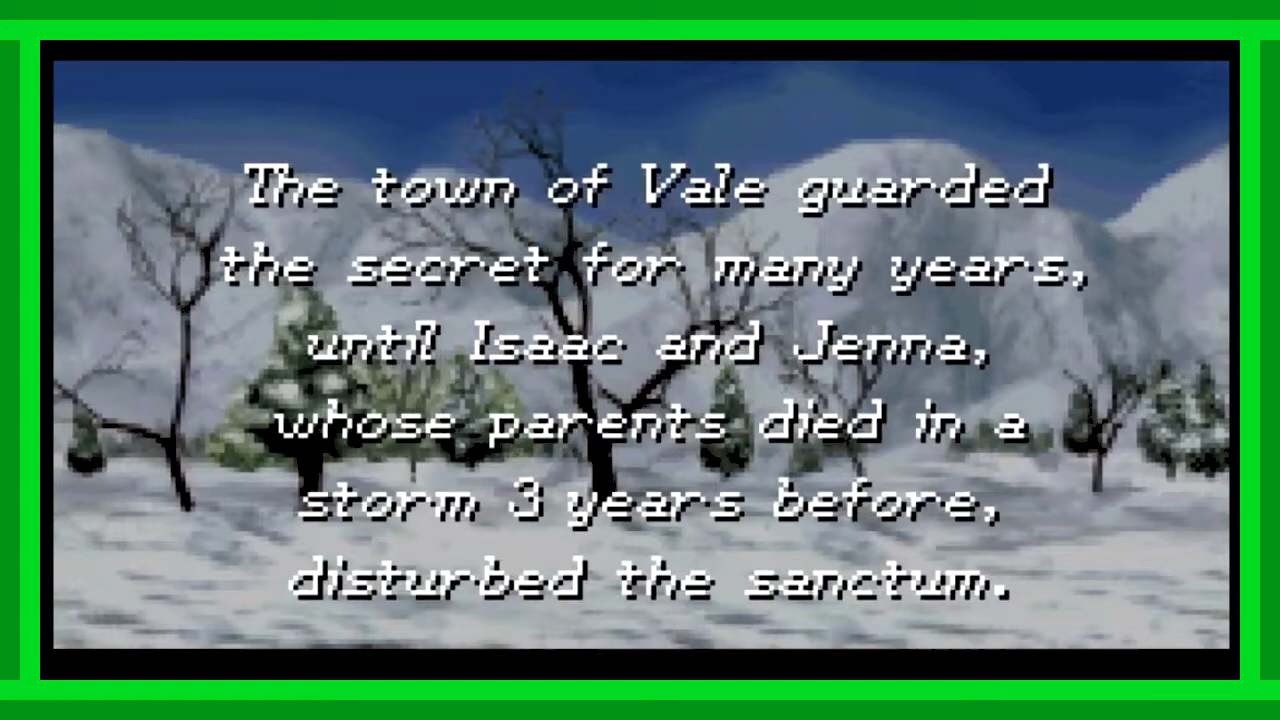 The town of Vale guarded
the secret for many years,
until Isaac and Jenna,
whose parents died in a
storm 3 years before,
disturbed the sanctum.